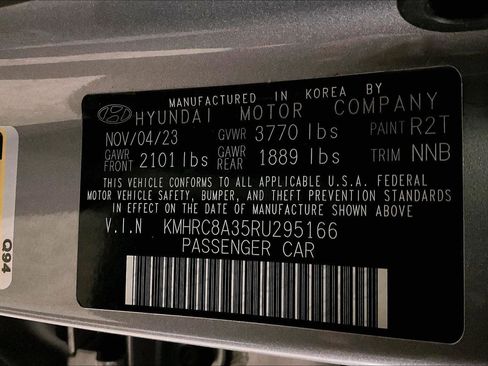 MANUFACTURED IN KOREA BY
HYUNDAI MOTOR COMPANY
NOV/04/23 GVWR 3770 lbs PAINT R2T
GAWR FRONT 2101 lbs GAWR REAR 1889 lbs TRIM NNB
THIS VEHICLE CONFORMS TO ALL APPLICABLE U.S.A. FEDERAL
MOTOR VEHICLE SAFETY, BUMPER, AND THEFT PREVENTION STANDARDS
IN EFFECT ON THE DATE OF MANUFACTURE SHOWN ABOVE
V.I.N KMHRC8A35RU295166
PASSENGER CAR
Q94